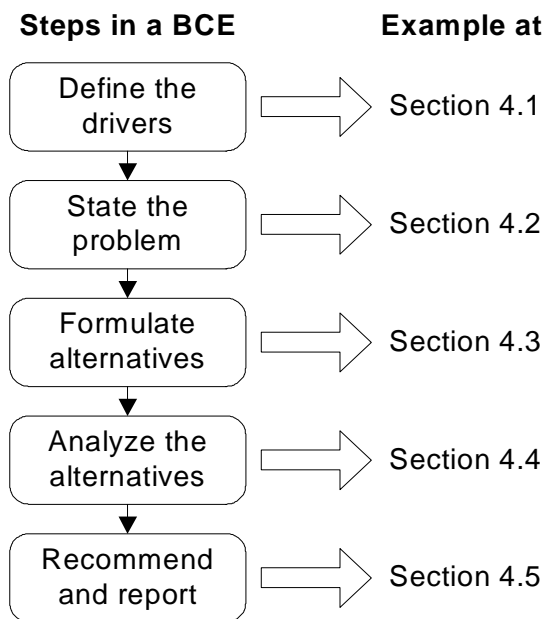 Steps in a BCE Example at
Define the
drivers
Section 4.1
State the
problem
Section 4.2
Formulate
alternatives
Section 4.3
Analyze the
alternatives
Section 4.4
Recommend
and report
Section 4.5